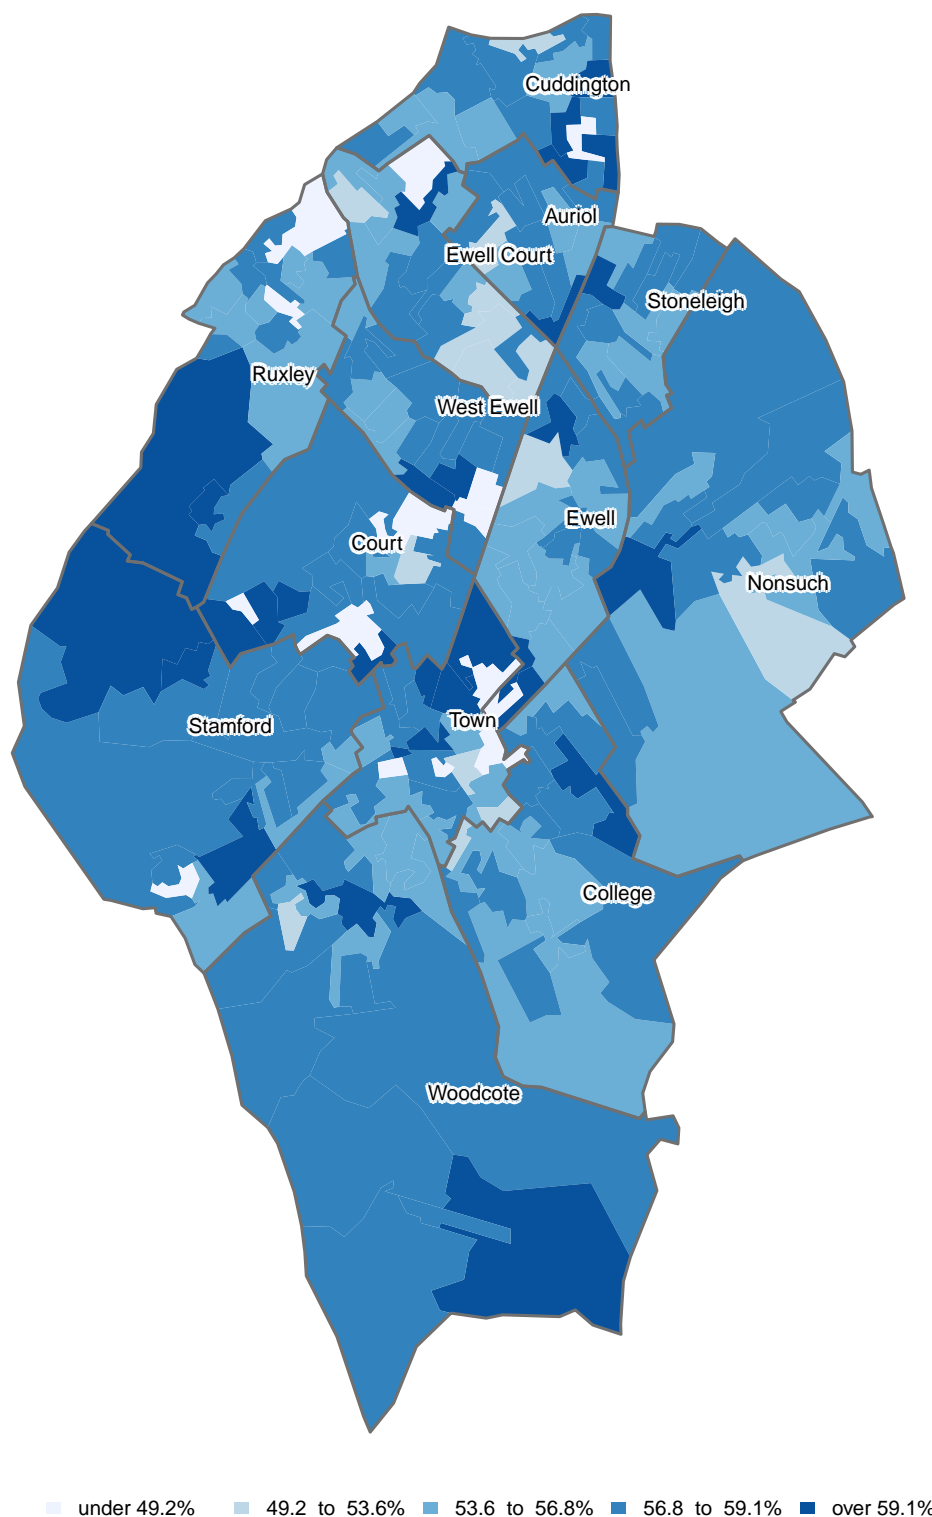 Cuddington
Auriol
Ewell Court
Stoneleigh
Ruxley
West Ewell
Ewell
Court
Nonsuch
Stamford
Town
College
Woodcote
under 49.2% 49.2 to 53.6% 53.6 to 56.8% 56.8 to 59.1% over 59.1%